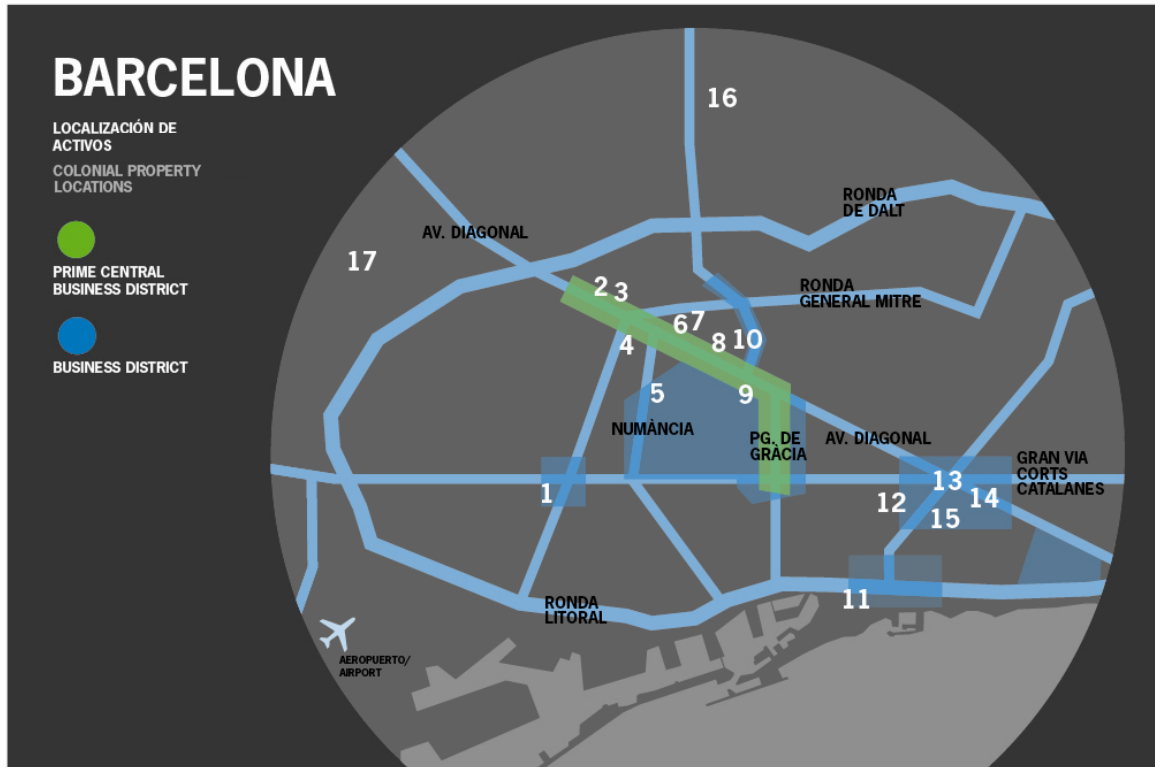 BARCELONA
LOCALIZACIÓN DE
ACTIVOS
COLONIAL PROPERTY
LOCATIONS
PRIME CENTRAL
BUSINESS DISTRICT
BUSINESS DISTRICT
16
RONDA
DE DALT
AV. DIAGONAL
17
2
3
RONDA
GENERAL MITRE
6
7
4
8
10
5
9
NUMÀNCIA
PG. DE
GRÀCIA
AV. DIAGONAL
GRAN VIA
CORTS
CATALANES
1
13
12
14
15
11
RONDA
LITORAL
AEROPUERTO/
AIRPORT